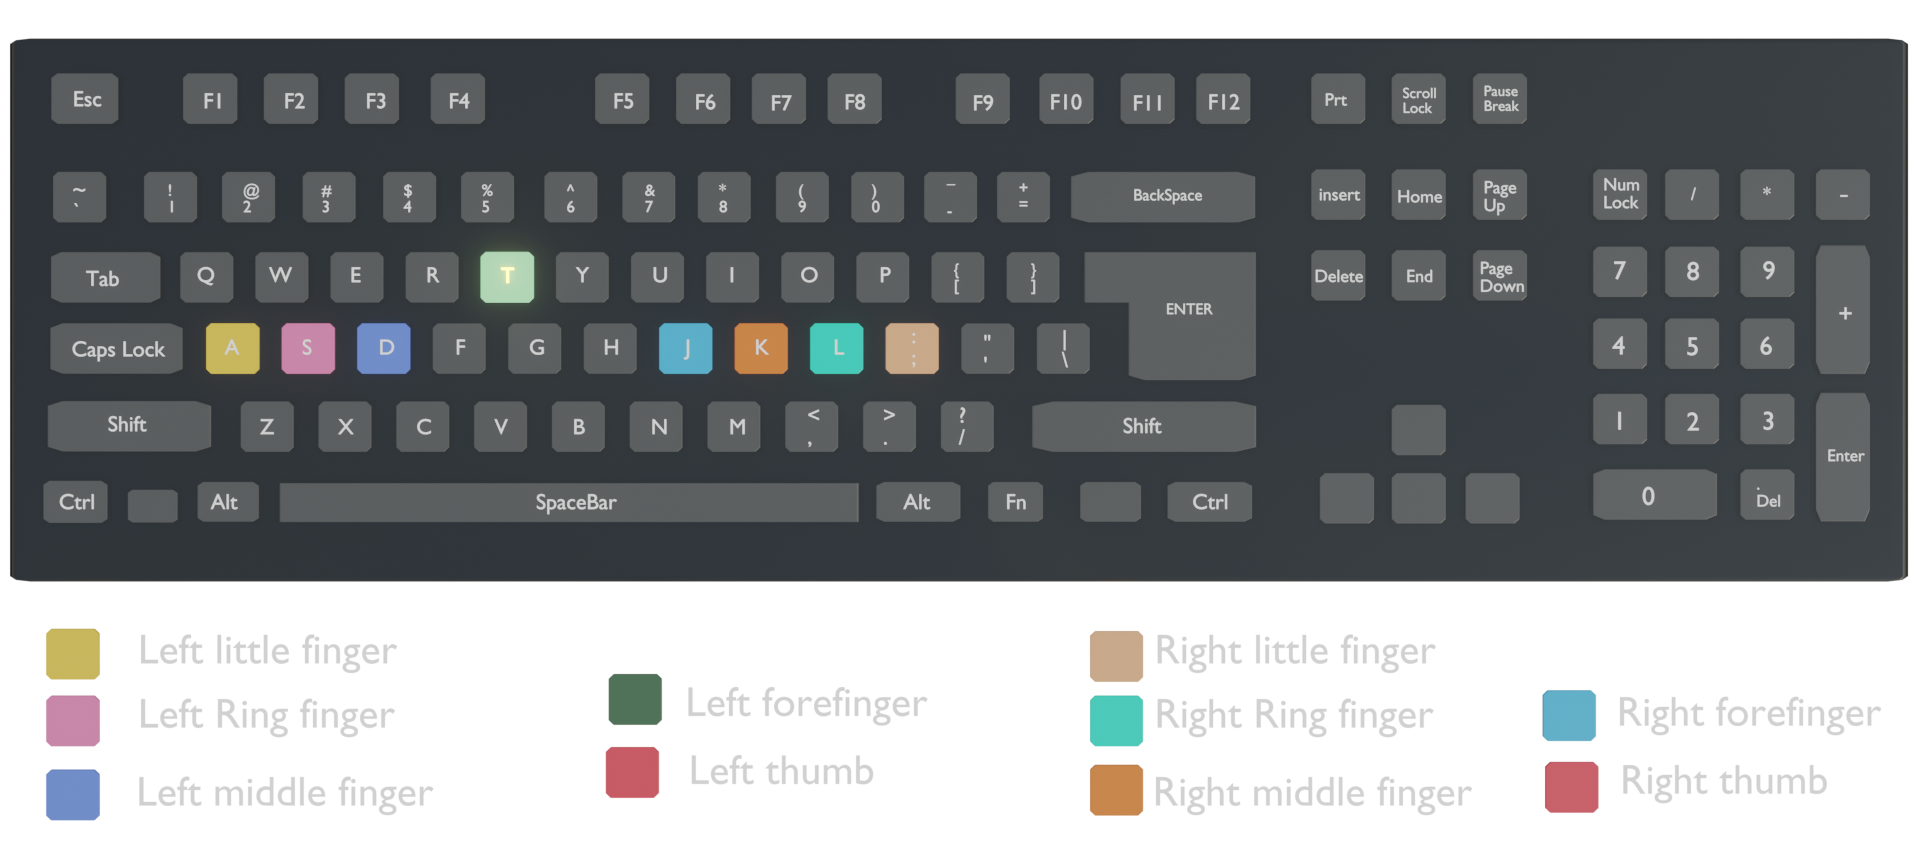 Esc F1 F2 F3 F4 F5 F6 F7 F8 F9 F10 F11 F12 Prt Scroll Lock Pause Break
~ ` ! 1 @ 2 # 3 $ 4 % 5 ^ 6 & 7 * 8 ( 9 ) 0 _ - + = BackSpace insert Home Page Up Num Lock / * -
Tab Q W E R T Y U I O P { [ } ] ENTER Delete End Page Down 7 8 9 +
Caps Lock A S D F G H J K L : ; " ' | \ 4 5 6
Shift Z X C V B N M < , > . ? / Shift 1 2 3 Enter
Ctrl Alt SpaceBar Alt Fn Ctrl 0 . Del
Left little finger
Left Ring finger
Left middle finger
Left forefinger
Left thumb
Right little finger
Right Ring finger
Right middle finger
Right forefinger
Right thumb